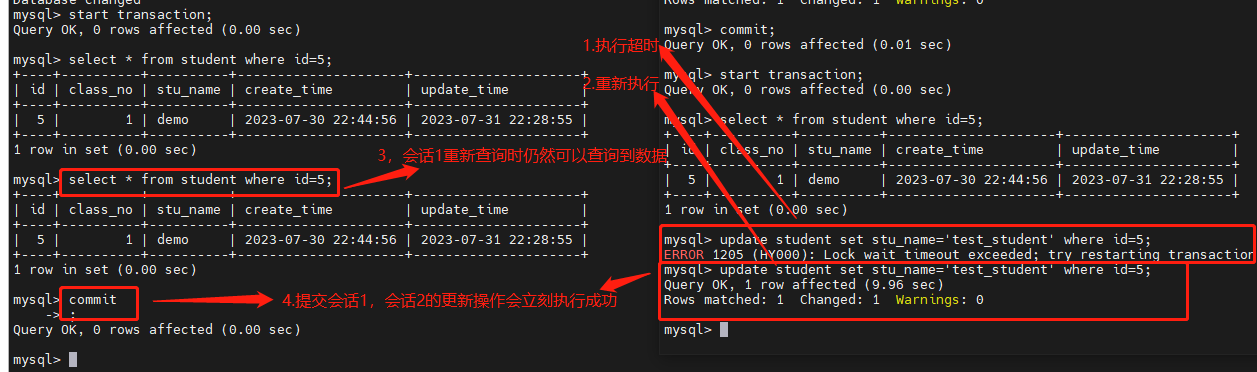 Database changed
mysql> start transaction;
Query OK, 0 rows affected (0.00 sec)
mysql> select * from student where id=5;
+----+----------+----------+---------------------+---------------------+
| id | class_no | stu_name | create_time | update_time |
+----+----------+----------+---------------------+---------------------+
| 5 | 1 | demo | 2023-07-30 22:44:56 | 2023-07-31 22:28:55 |
+----+----------+----------+---------------------+---------------------+
1 row in set (0.00 sec)
mysql> select * from student where id=5;
+----+----------+----------+---------------------+---------------------+
| id | class_no | stu_name | create_time | update_time |
+----+----------+----------+---------------------+---------------------+
| 5 | 1 | demo | 2023-07-30 22:44:56 | 2023-07-31 22:28:55 |
+----+----------+----------+---------------------+---------------------+
1 row in set (0.00 sec)
mysql> commit
-> ;
Query OK, 0 rows affected (0.00 sec)
mysql>
1.执行超时
2.重新执行
3，会话1重新查询时仍然可以查询到数据
4.提交会话1，会话2的更新操作会立刻执行成功
Rows matched: 1 Changed: 1 Warnings: 0
mysql> commit;
Query OK, 0 rows affected (0.01 sec)
mysql> start transaction;
Query OK, 0 rows affected (0.00 sec)
mysql> select * from student where id=5;
+----+----------+----------+---------------------+---------------------+
| id | class_no | stu_name | create_time | update_time |
+----+----------+----------+---------------------+---------------------+
| 5 | 1 | demo | 2023-07-30 22:44:56 | 2023-07-31 22:28:55 |
+----+----------+----------+---------------------+---------------------+
1 row in set (0.00 sec)
mysql> update student set stu_name='test_student' where id=5;
ERROR 1205 (HY000): Lock wait timeout exceeded; try restarting transaction
mysql> update student set stu_name='test_student' where id=5;
Query OK, 1 row affected (9.96 sec)
Rows matched: 1 Changed: 1 Warnings: 0
mysql>